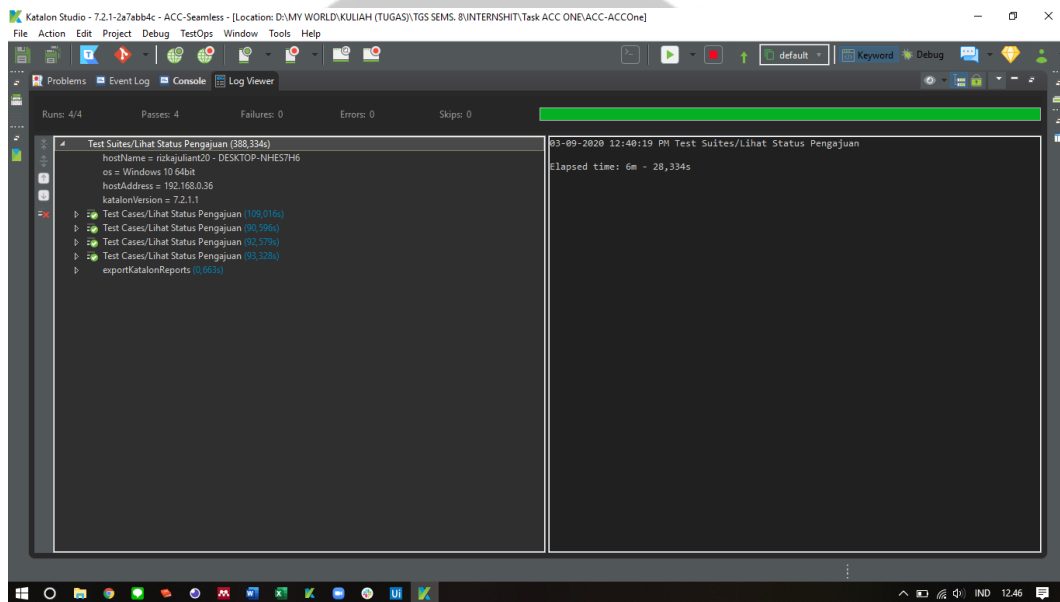 Katalon Studio - 7.2.1-2a7abb4c - ACC-Seamless - [Location: D:\MY WORLD\KULIAH (TUGAS)\TGS SEMS. 8\INTERNSHIT\Task ACC ONE\ACC-ACCOne]
File Action Edit Project Debug TestOps Window Tools Help
default Keyword Debug
Problems Event Log Console Log Viewer
Runs: 4/4 Passes: 4 Failures: 0 Errors: 0 Skips: 0
Test Suites/Lihat Status Pengajuan (388,334s)
hostName = rizkajuliant20 - DESKTOP-NHES7H6
os = Windows 10 64bit
hostAddress = 192.168.0.36
katalonVersion = 7.2.1.1
Test Cases/Lihat Status Pengajuan (109,016s)
Test Cases/Lihat Status Pengajuan (90,596s)
Test Cases/Lihat Status Pengajuan (92,579s)
Test Cases/Lihat Status Pengajuan (93,328s)
exportKatalonReports (0,663s)
03-09-2020 12:40:19 PM Test Suites/Lihat Status Pengajuan
Elapsed time: 6m - 28,334s
Ui
IND 12.46